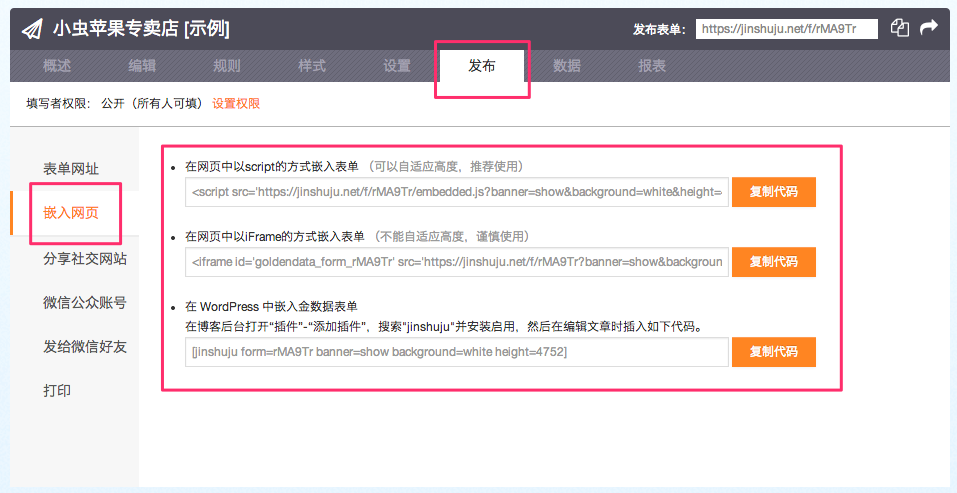 小虫苹果专卖店 [示例]
发布表单： https://jinshuju.net/f/rMA9Tr
概述 编辑 规则 样式 设置 发布 数据 报表
填写者权限： 公开（所有人可填） 设置权限
表单网址
嵌入网页
分享社交网站
微信公众账号
发给微信好友
打印
在网页中以script的方式嵌入表单 （可以自适应高度，推荐使用）
<script src='https://jinshuju.net/f/rMA9Tr/embedded.js?banner=show&background=white&height=
复制代码
在网页中以iFrame的方式嵌入表单 （不能自适应高度，谨慎使用）
<iframe id='goldendata_form_rMA9Tr' src='https://jinshuju.net/f/rMA9Tr?banner=show&backgroun
复制代码
在 WordPress 中嵌入金数据表单
在博客后台打开“插件”-“添加插件”，搜索"jinshuju"并安装启用，然后在编辑文章时插入如下代码。
[jinshuju form=rMA9Tr banner=show background=white height=4752]
复制代码